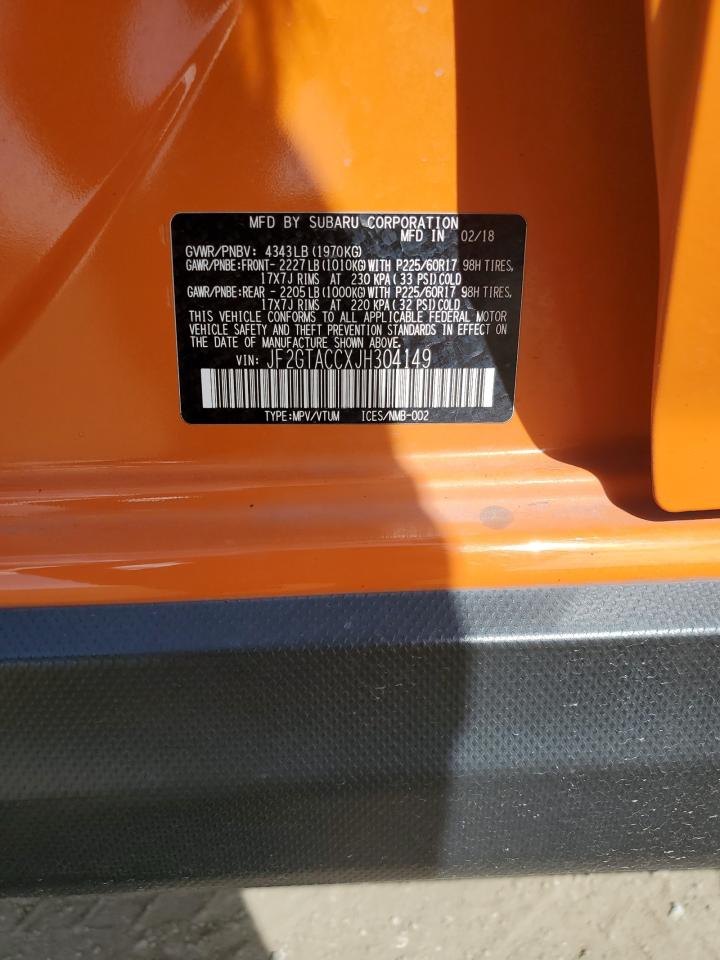 MFD BY SUBARU CORPORATION
MFD IN 02/18
GVWR/PNBV: 4343LB (1970KG)
GAWR/PNBE:FRONT- 2227LB(1010KG)WITH P225/60R17 98H TIRES,
17X7J RIMS AT 230 KPA(33 PSI)COLD
GAWR/PNBE:REAR - 2205LB(1000KG)WITH P225/60R17 98H TIRES,
17X7J RIMS AT 220 KPA(32 PSI)COLD
THIS VEHICLE CONFORMS TO ALL APPLICABLE FEDERAL MOTOR
VEHICLE SAFETY AND THEFT PREVENTION STANDARDS IN EFFECT ON
THE DATE OF MANUFACTURE SHOWN ABOVE.
VIN: JF2GTACCXJH304149
TYPE:MPV/VTUM ICES/NMB-002